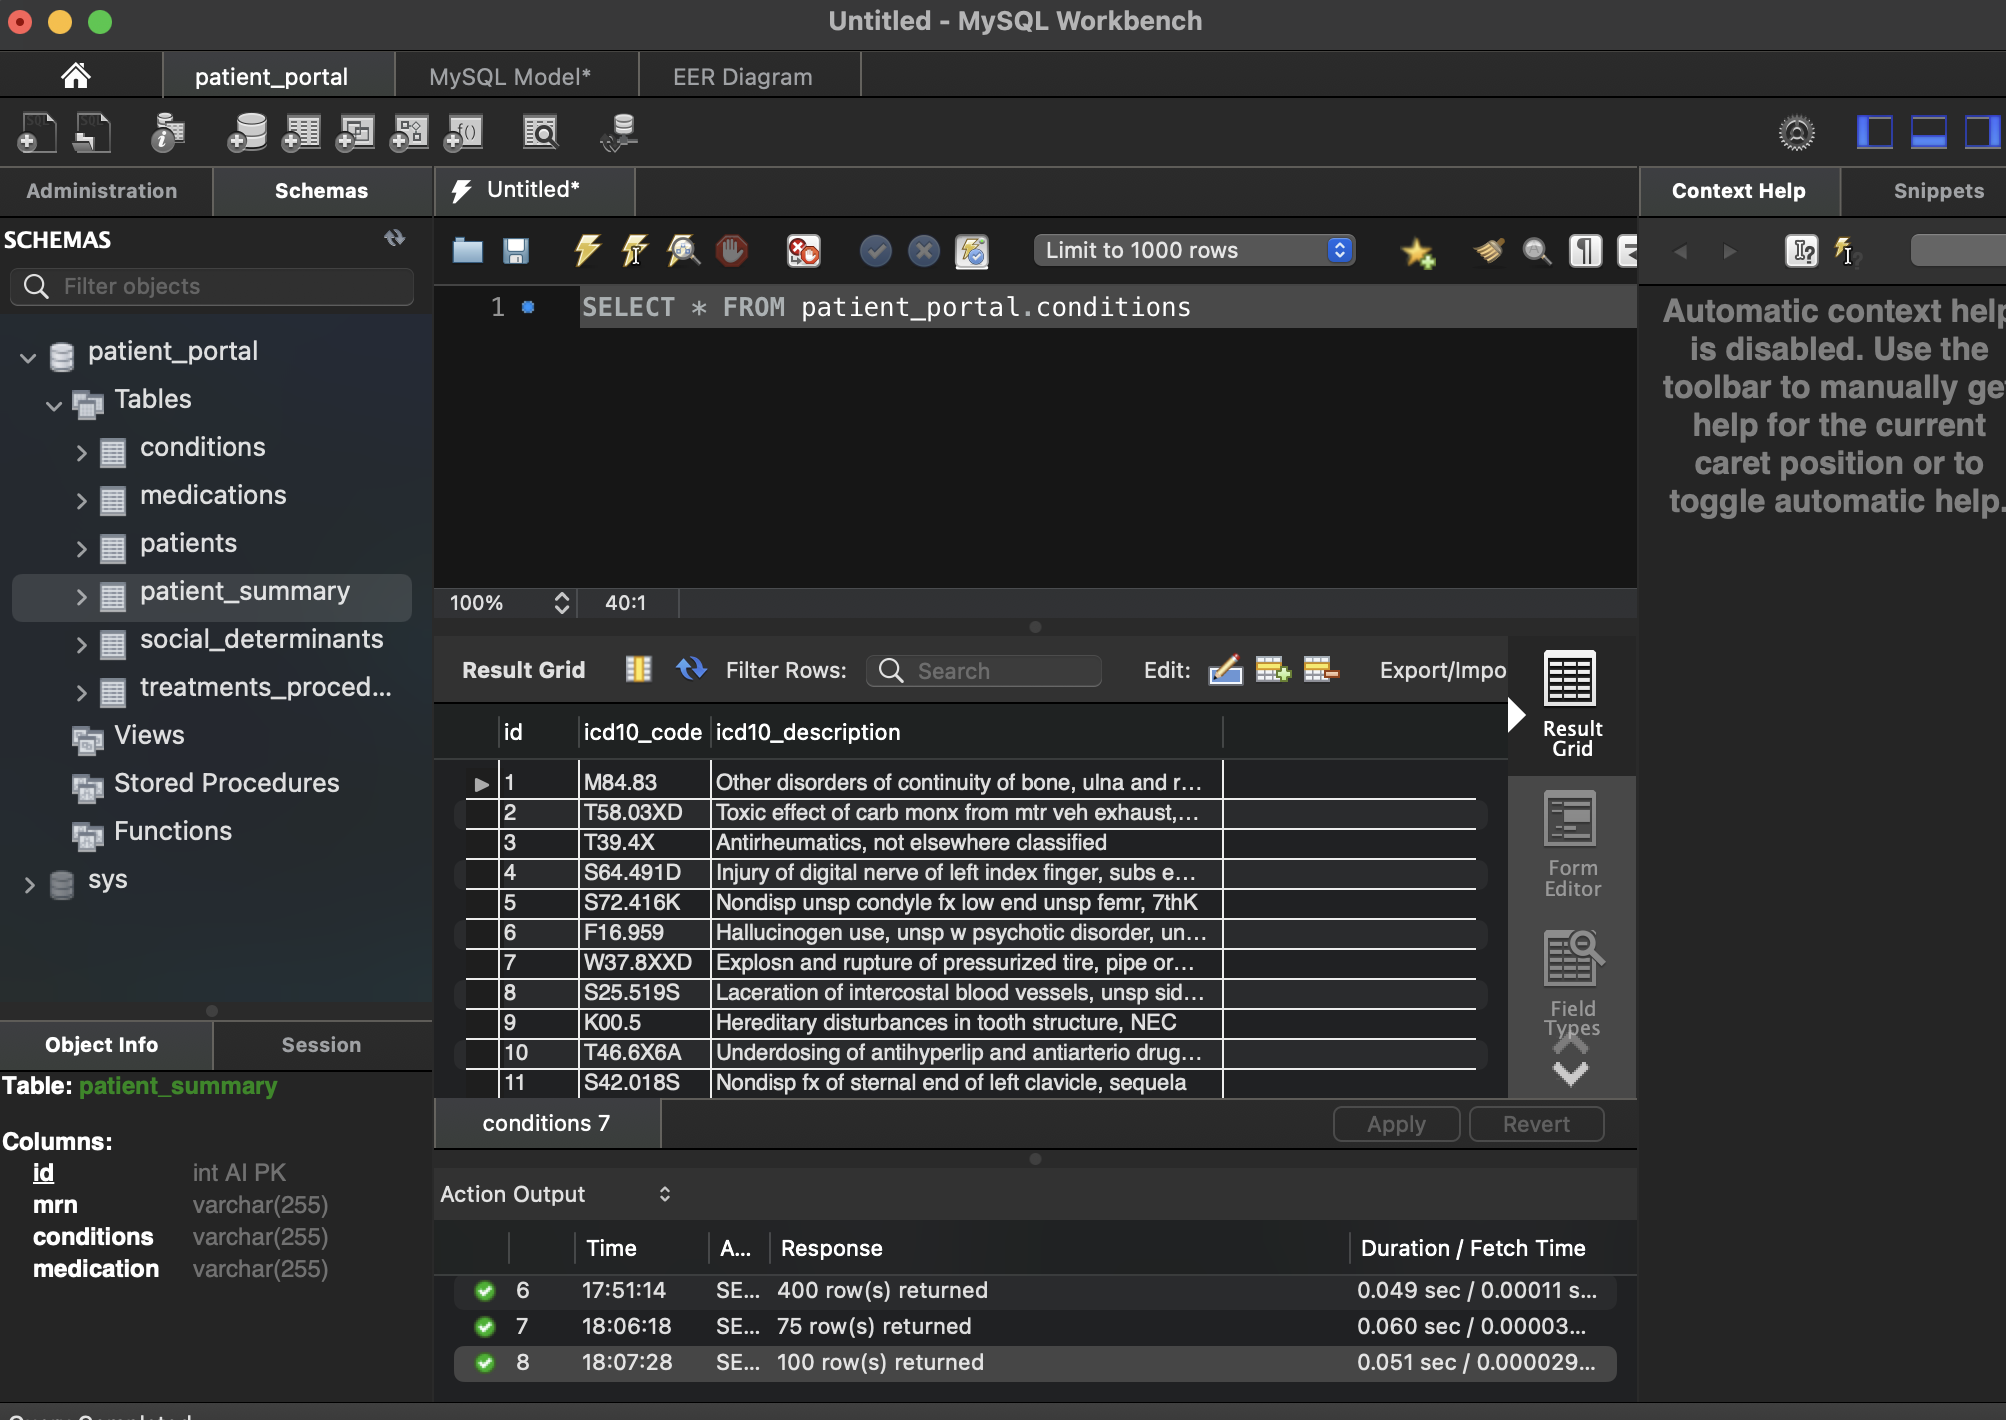 Untitled - MySQL Workbench
patient_portal
MySQL Model*
EER Diagram
Administration
Schemas
Untitled*
Context Help
Snippets
SCHEMAS
Filter objects
Limit to 1000 rows
patient_portal
Tables
conditions
medications
patients
patient_summary
social_determinants
treatments_proced...
Views
Stored Procedures
Functions
sys
1 SELECT * FROM patient_portal.conditions
Automatic context help
is disabled. Use the
toolbar to manually get
help for the current
caret position or to
toggle automatic help.
100%
40:1
Result Grid
Filter Rows:
Search
Edit:
Export/Impo
id icd10_code icd10_description
1 M84.83 Other disorders of continuity of bone, ulna and r...
2 T58.03XD Toxic effect of carb monx from mtr veh exhaust,...
3 T39.4X Antirheumatics, not elsewhere classified
4 S64.491D Injury of digital nerve of left index finger, subs e...
5 S72.416K Nondisp unsp condyle fx low end unsp femr, 7thK
6 F16.959 Hallucinogen use, unsp w psychotic disorder, un...
7 W37.8XXD Explosn and rupture of pressurized tire, pipe or...
8 S25.519S Laceration of intercostal blood vessels, unsp sid...
9 K00.5 Hereditary disturbances in tooth structure, NEC
10 T46.6X6A Underdosing of antihyperlip and antiarterio drug...
11 S42.018S Nondisp fx of sternal end of left clavicle, sequela
Result
Grid
Form
Editor
Field
Types
conditions 7
Apply
Revert
Object Info
Session
Table: patient_summary
Columns:
id int AI PK
mrn varchar(255)
conditions varchar(255)
medication varchar(255)
Action Output
Time A... Response Duration / Fetch Time
6 17:51:14 SE... 400 row(s) returned 0.049 sec / 0.00011 s...
7 18:06:18 SE... 75 row(s) returned 0.060 sec / 0.00003...
8 18:07:28 SE... 100 row(s) returned 0.051 sec / 0.000029...
Query Completed